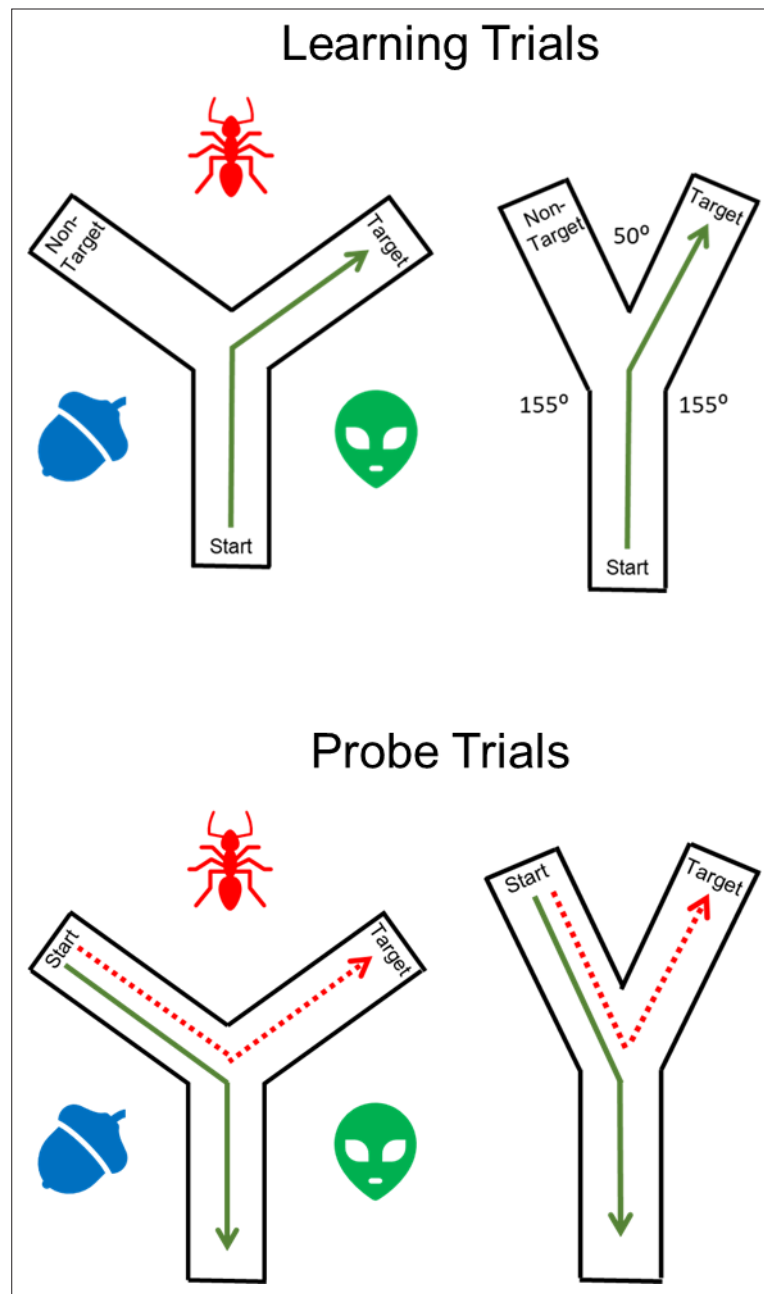 Learning Trials
Non-
Target
Target
Start
Non-
Target
50º
Target
155º
155º
Start
Probe Trials
Start
Target
Start
Target